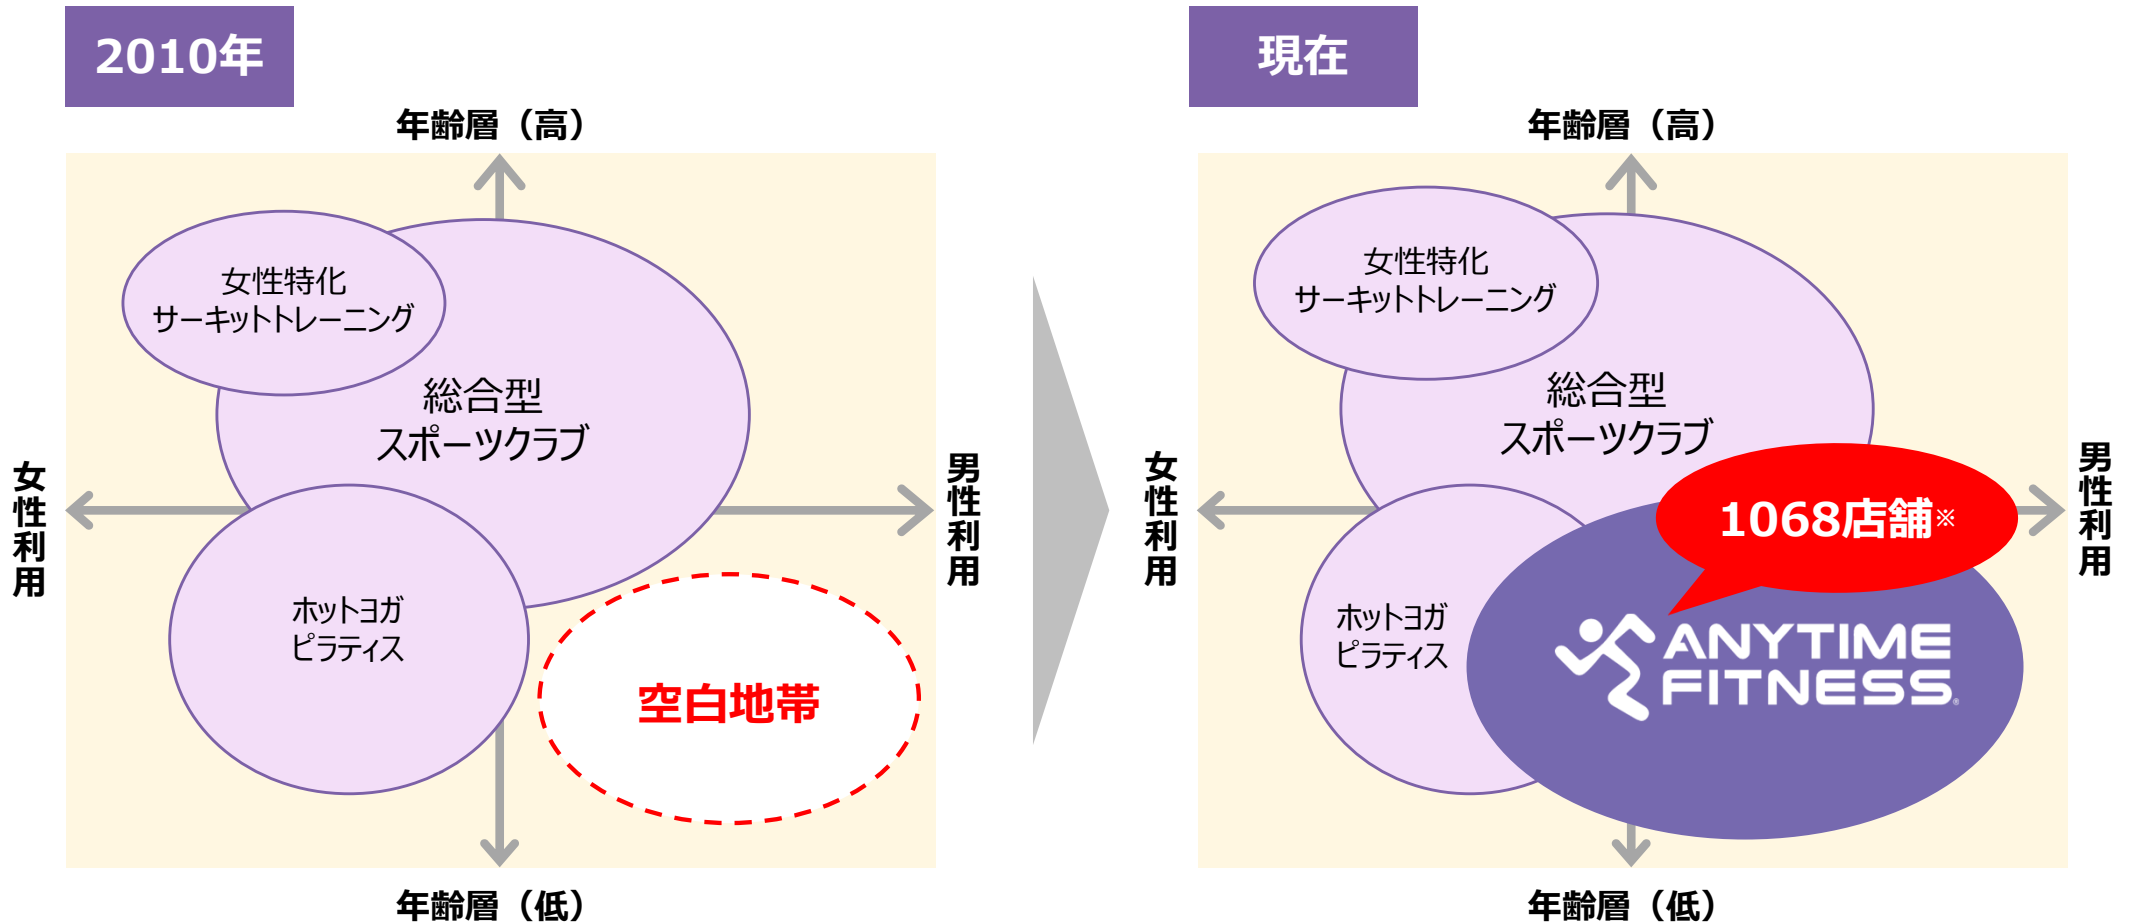 2010年
年齢層（高）
女性特化
サーキットトレーニング
総合型
スポーツクラブ
女性利用
男性利用
ホットヨガ
ピラティス
空白地帯
年齢層（低）
現在
年齢層（高）
女性特化
サーキットトレーニング
総合型
スポーツクラブ
女性利用
男性利用
1068店舗※
ホットヨガ
ピラティス
ANYTIME
FITNESS®
年齢層（低）